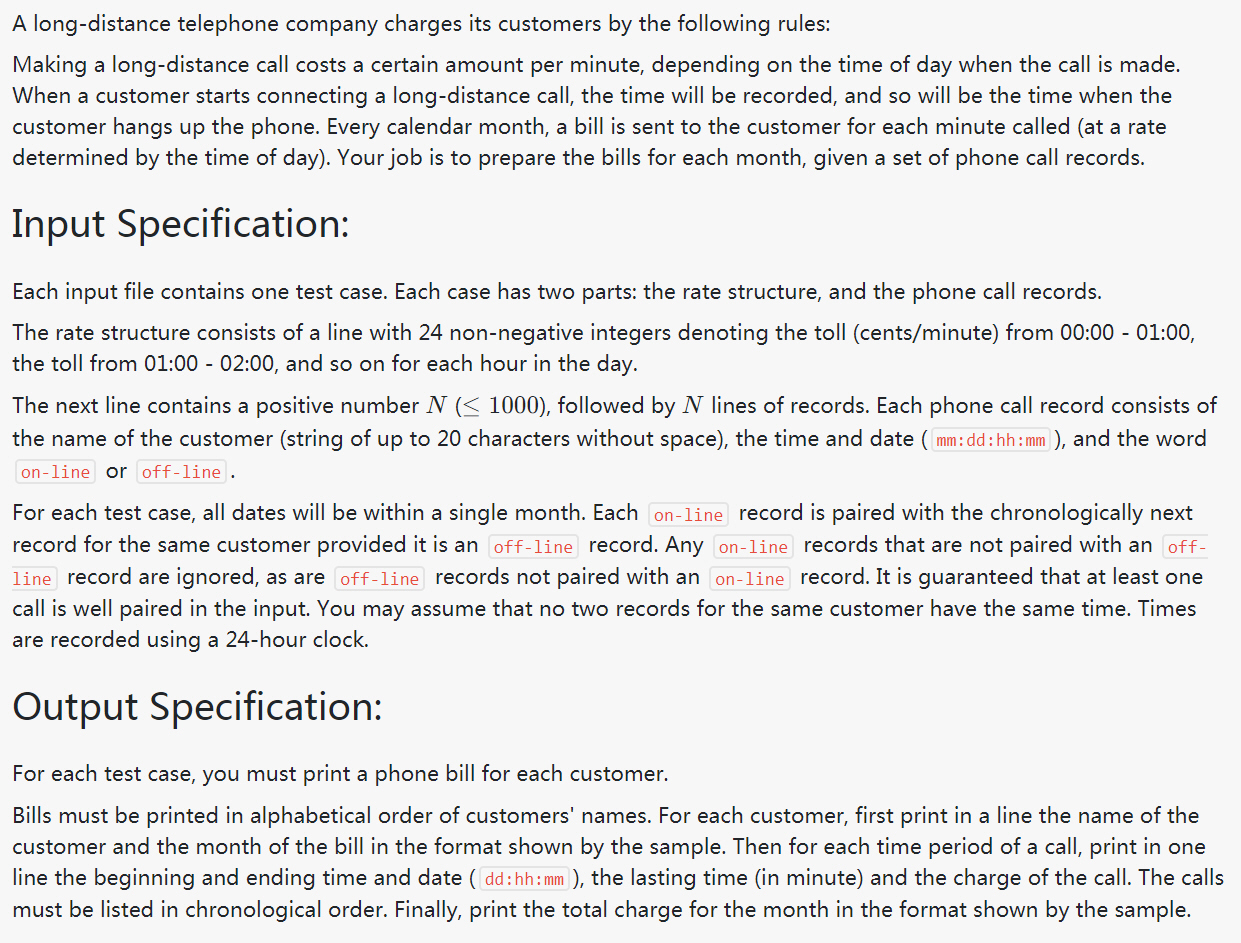 A long-distance telephone company charges its customers by the following rules:
Making a long-distance call costs a certain amount per minute, depending on the time of day when the call is made.
When a customer starts connecting a long-distance call, the time will be recorded, and so will be the time when the
customer hangs up the phone. Every calendar month, a bill is sent to the customer for each minute called (at a rate
determined by the time of day). Your job is to prepare the bills for each month, given a set of phone call records.
Input Specification:
Each input file contains one test case. Each case has two parts: the rate structure, and the phone call records.
The rate structure consists of a line with 24 non-negative integers denoting the toll (cents/minute) from 00:00 - 01:00,
the toll from 01:00 - 02:00, and so on for each hour in the day.
The next line contains a positive number N (≤ 1000), followed by N lines of records. Each phone call record consists of
the name of the customer (string of up to 20 characters without space), the time and date ( mm:dd:hh:mm ), and the word
on-line or off-line .
For each test case, all dates will be within a single month. Each on-line record is paired with the chronologically next
record for the same customer provided it is an off-line record. Any on-line records that are not paired with an off-
line record are ignored, as are off-line records not paired with an on-line record. It is guaranteed that at least one
call is well paired in the input. You may assume that no two records for the same customer have the same time. Times
are recorded using a 24-hour clock.
Output Specification:
For each test case, you must print a phone bill for each customer.
Bills must be printed in alphabetical order of customers' names. For each customer, first print in a line the name of the
customer and the month of the bill in the format shown by the sample. Then for each time period of a call, print in one
line the beginning and ending time and date ( dd:hh:mm ), the lasting time (in minute) and the charge of the call. The calls
must be listed in chronological order. Finally, print the total charge for the month in the format shown by the sample.